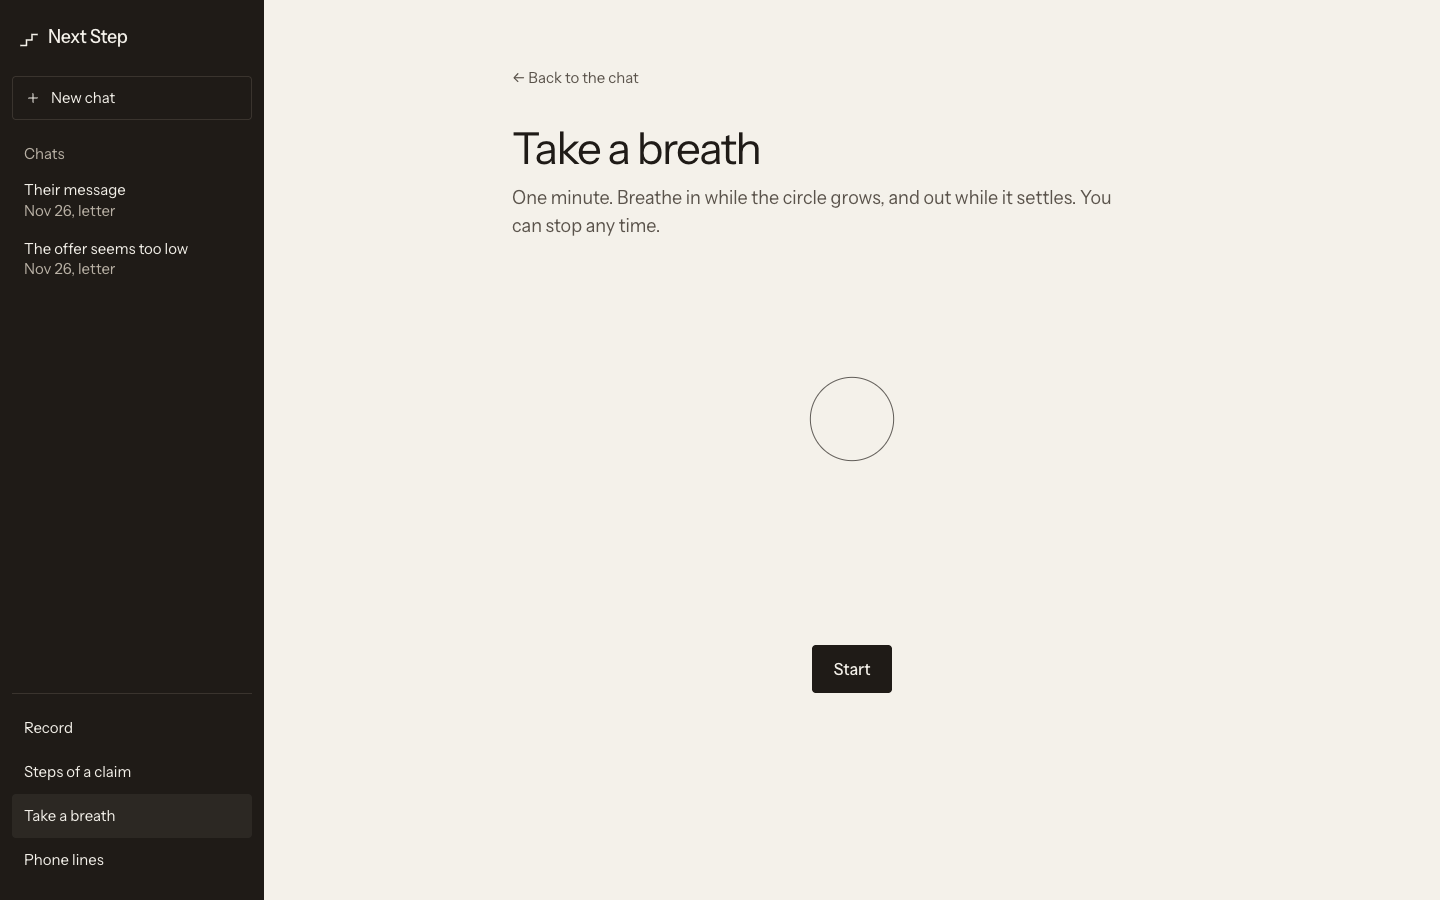 Next Step
New chat
Chats
Their message
Nov 26, letter
The offer seems too low
Nov 26, letter
Record
Steps of a claim
Take a breath
Phone lines
← Back to the chat
Take a breath
One minute. Breathe in while the circle grows, and out while it settles. You
can stop any time.
Start